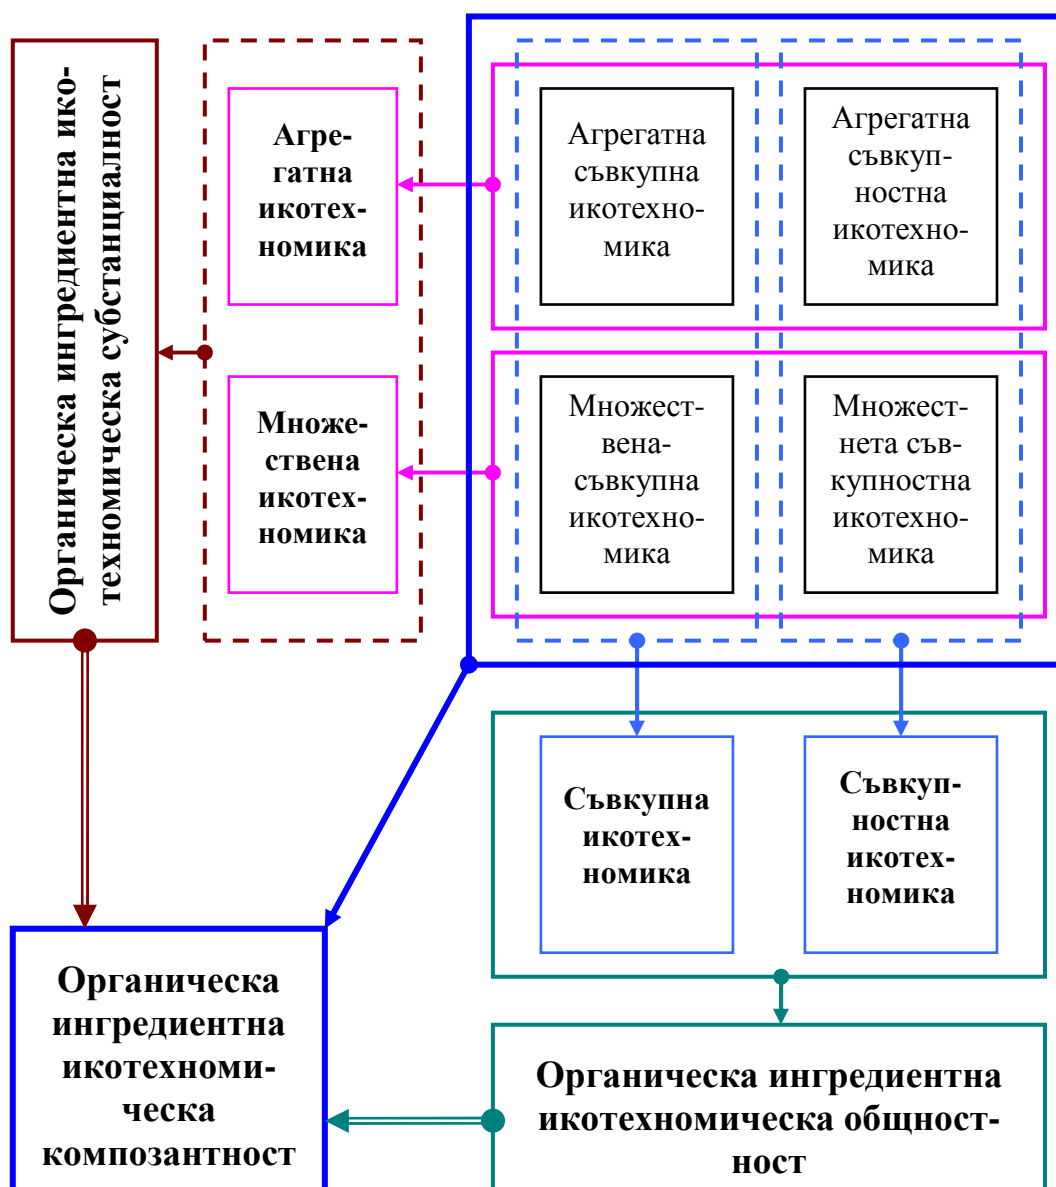 Органическа ингредиентна ико-
техномическа субстанциалност
Агре-
гатна
икотех-
номика
Агрегатна
съвкупна
икотехно-
мика
Агрегатна
съвкуп-
ностна
икотехно-
мика
Множе-
ствена
икотех-
номика
Множест-
вена-
съвкупна
икотехно-
мика
Множест-
нета съв-
купностна
икотехно-
мика
Съвкупна
икотех-
номика
Съвкуп-
ностна
икотех-
номика
Органическа
ингредиентна
икотехноми-
ческа
композантност
Органическа ингредиентна
икотехномическа общност-
ност